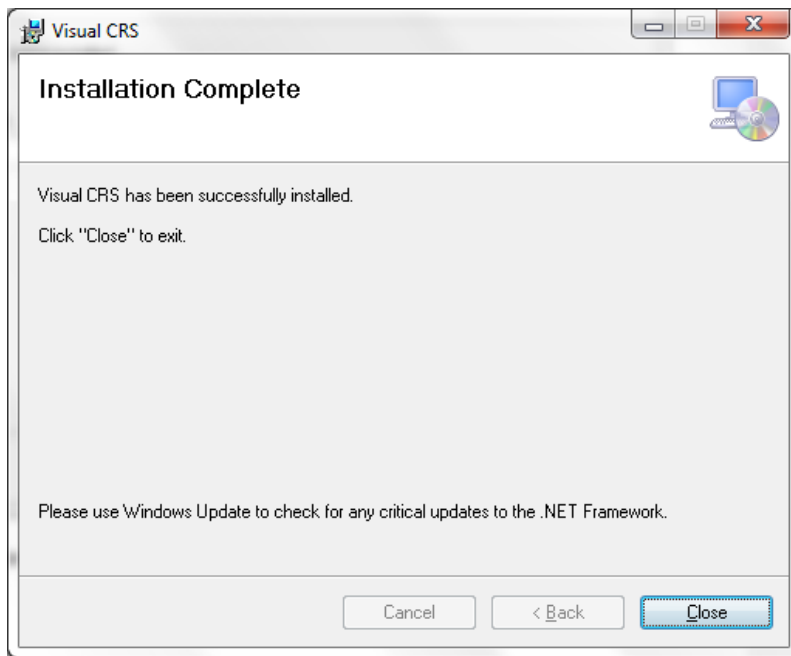 Visual CRS
Installation Complete
Visual CRS has been successfully installed.
Click "Close" to exit.
Please use Windows Update to check for any critical updates to the .NET Framework.
Cancel
< Back
Close